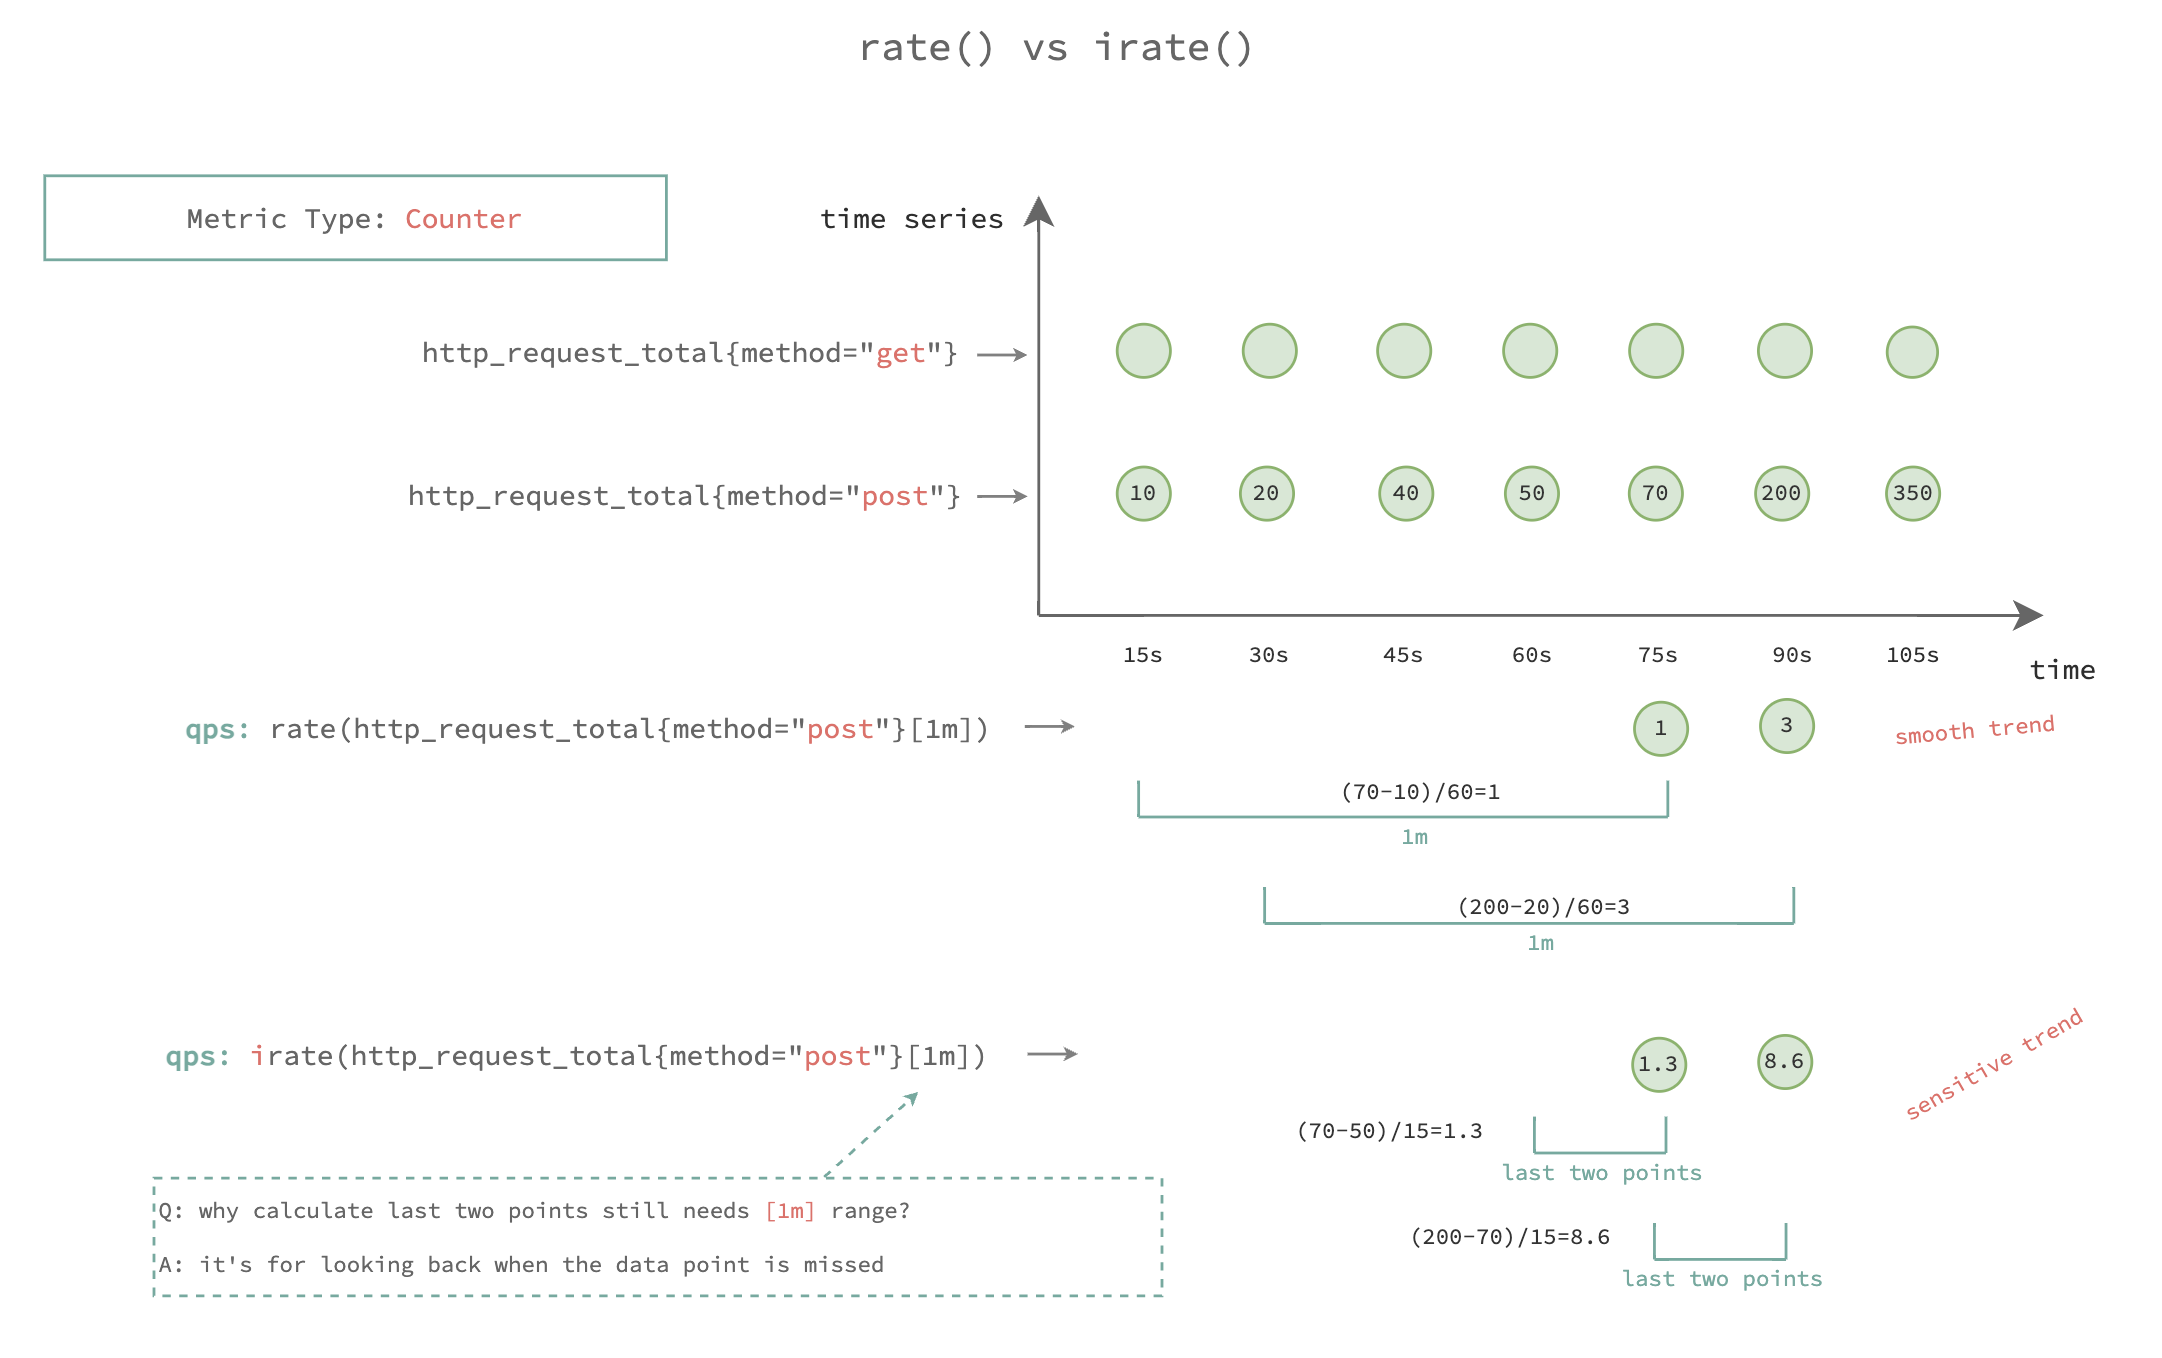 rate() vs irate()
Metric Type: Counter
time series
http_request_total{method="get"}
http_request_total{method="post"}
10 20 40 50 70 200 350
15s 30s 45s 60s 75s 90s 105s
time
qps: rate(http_request_total{method="post"}[1m])
1 3
smooth trend
(70-10)/60=1
1m
(200-20)/60=3
1m
qps: irate(http_request_total{method="post"}[1m])
1.3 8.6
sensitive trend
(70-50)/15=1.3
last two points
(200-70)/15=8.6
last two points
Q: why calculate last two points still needs [1m] range?
A: it's for looking back when the data point is missed